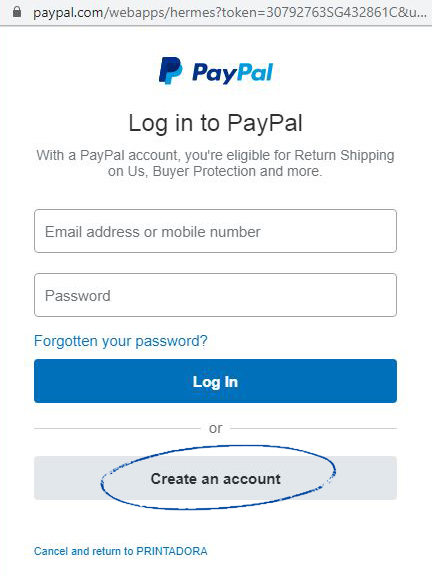 paypal.com/webapps/hermes?token=30792763SG432861C&u...
PayPal
Log in to PayPal
With a PayPal account, you're eligible for Return Shipping
on Us, Buyer Protection and more.
Email address or mobile number
Password
Forgotten your password?
Log In
or
Create an account
Cancel and return to PRINTADORA